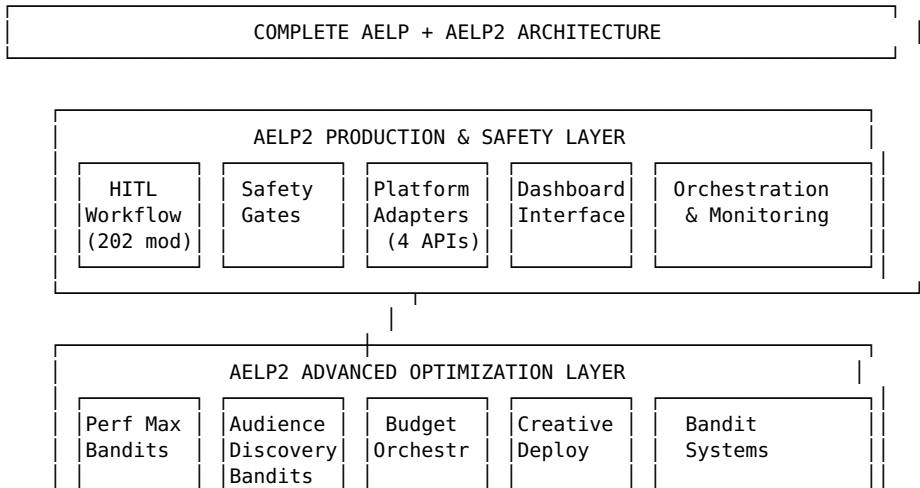 COMPLETE AELP + AELP2 ARCHITECTURE
AELP2 PRODUCTION & SAFETY LAYER
HITL Safety Platform Dashboard Orchestration
Workflow Gates Adapters Interface & Monitoring
(202 mod) (4 APIs)
AELP2 ADVANCED OPTIMIZATION LAYER
Perf Max Audience Budget Creative Bandit
Bandits Discovery Orchestr Deploy Systems
Bandits